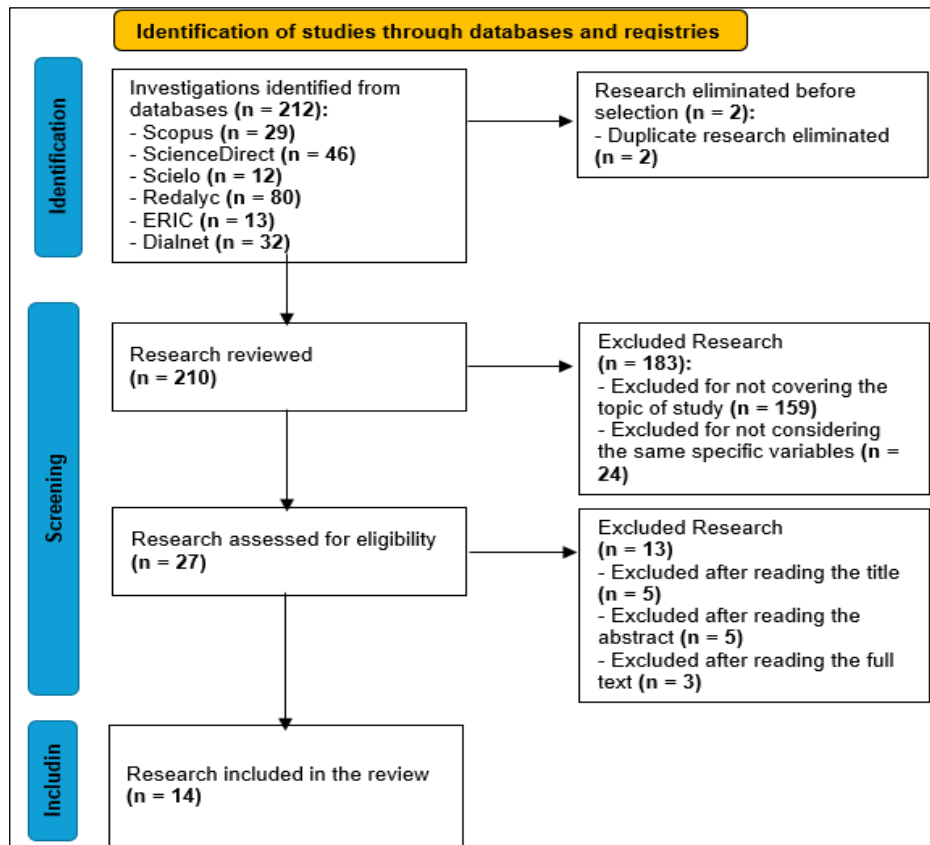 Identification of studies through databases and registries
Identification
Investigations identified from
databases (n = 212):
- Scopus (n = 29)
- ScienceDirect (n = 46)
- Scielo (n = 12)
- Redalyc (n = 80)
- ERIC (n = 13)
- Dialnet (n = 32)
Research eliminated before
selection (n = 2):
- Duplicate research eliminated
(n = 2)
Screening
Research reviewed
(n = 210)
Excluded Research
(n = 183):
- Excluded for not covering the
topic of study (n = 159)
- Excluded for not considering
the same specific variables (n =
24)
Research assessed for eligibility
(n = 27)
Excluded Research
(n = 13)
- Excluded after reading the title
(n = 5)
- Excluded after reading the
abstract (n = 5)
- Excluded after reading the full
text (n = 3)
Includin
Research included in the review
(n = 14)